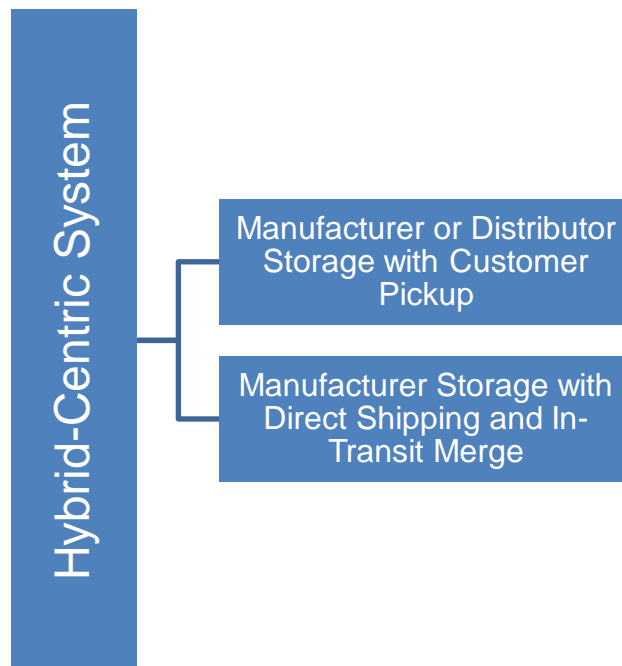 Hybrid-Centric System
Manufacturer or Distributor
Storage with Customer
Pickup
Manufacturer Storage with
Direct Shipping and In-
Transit Merge